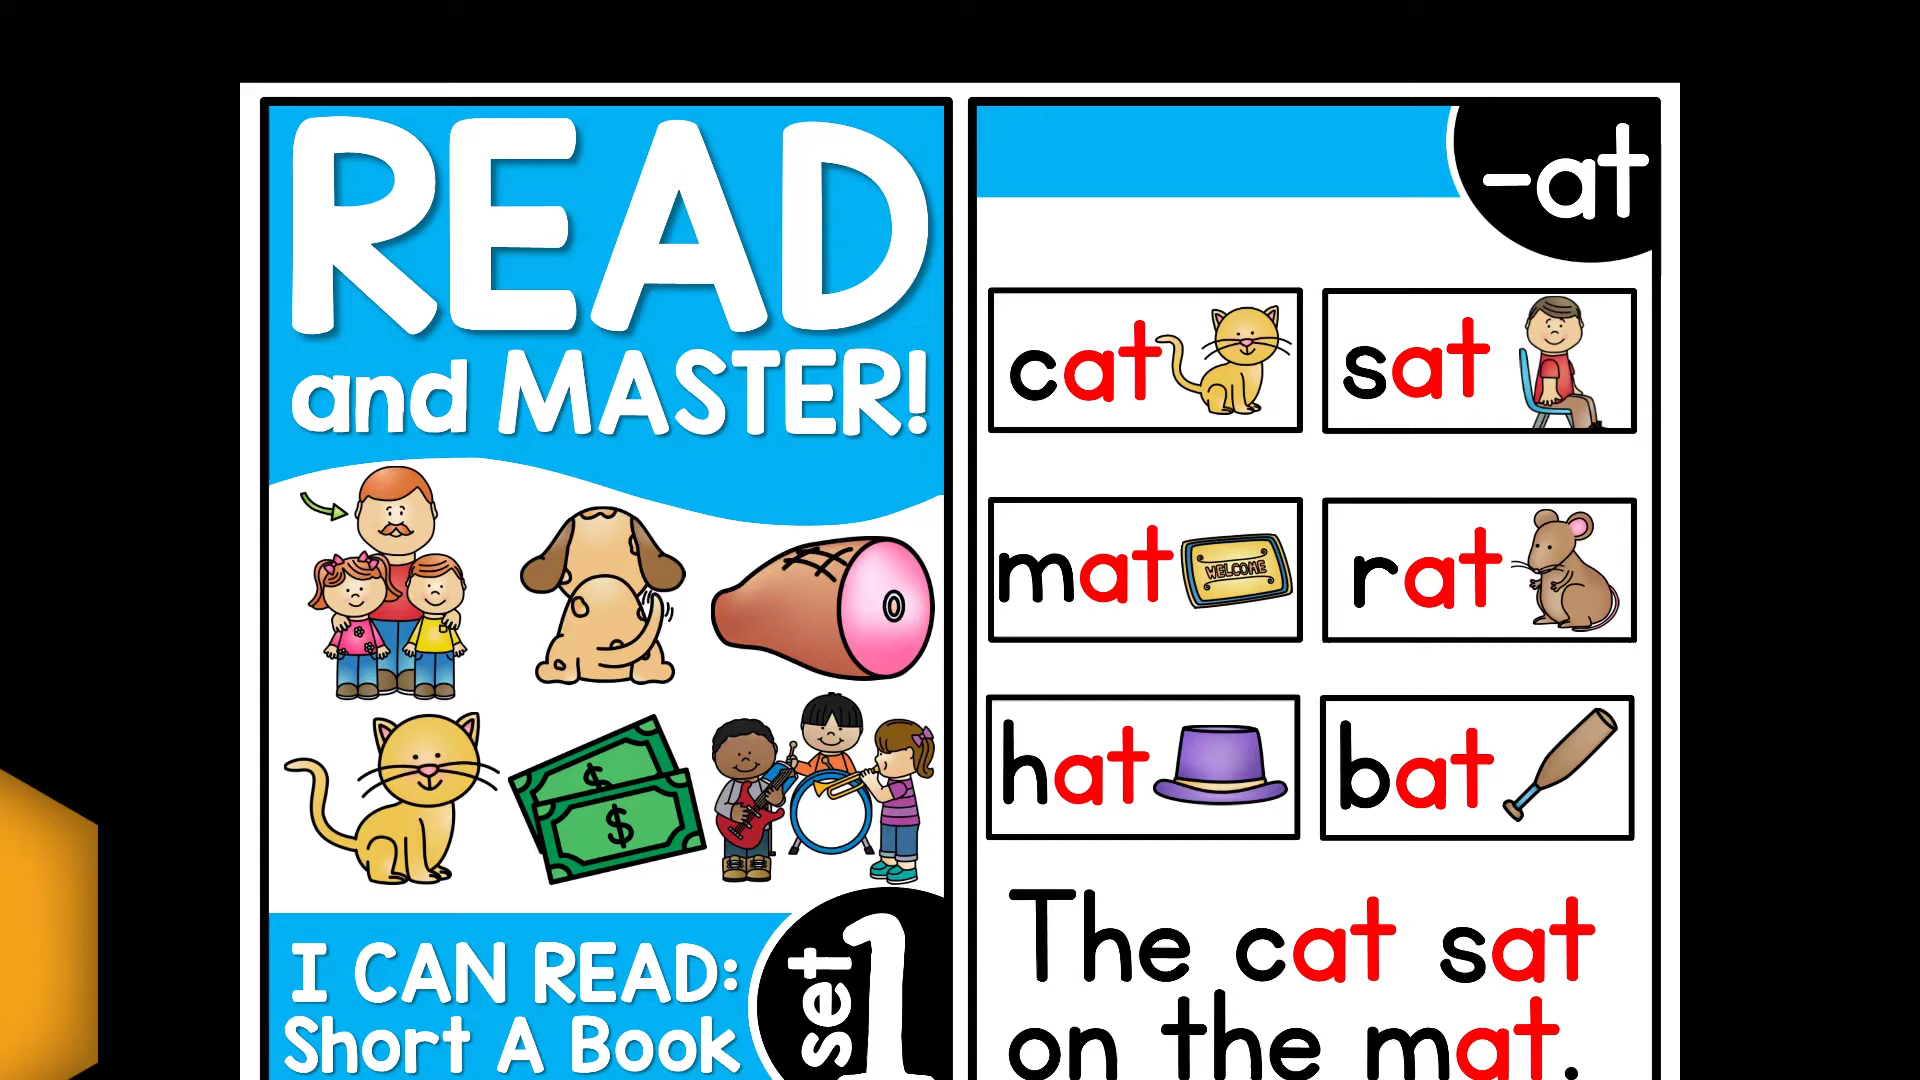 READ
and MASTER!
$
$
I CAN READ:
Short A Book
set 1
-at
cat
sat
mat
WELCOME
rat
hat
bat
The cat sat
on the mat.